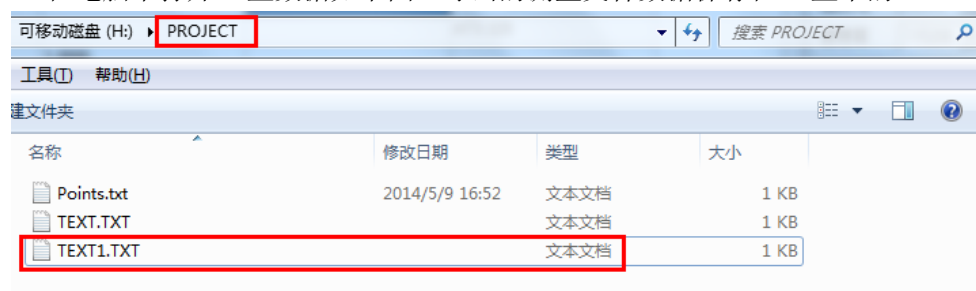 可移动磁盘 (H:) PROJECT 搜索 PROJECT
工具(T) 帮助(H)
建文件夹
名称 修改日期 类型 大小
Points.txt 2014/5/9 16:52 文本文档 1 KB
TEXT.TXT 文本文档 1 KB
TEXT1.TXT 文本文档 1 KB